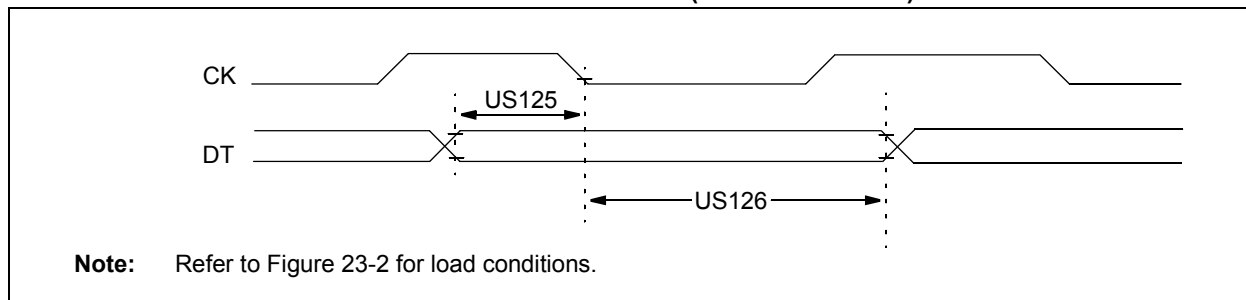 CK
US125
DT
US126
Note: Refer to Figure 23-2 for load conditions.